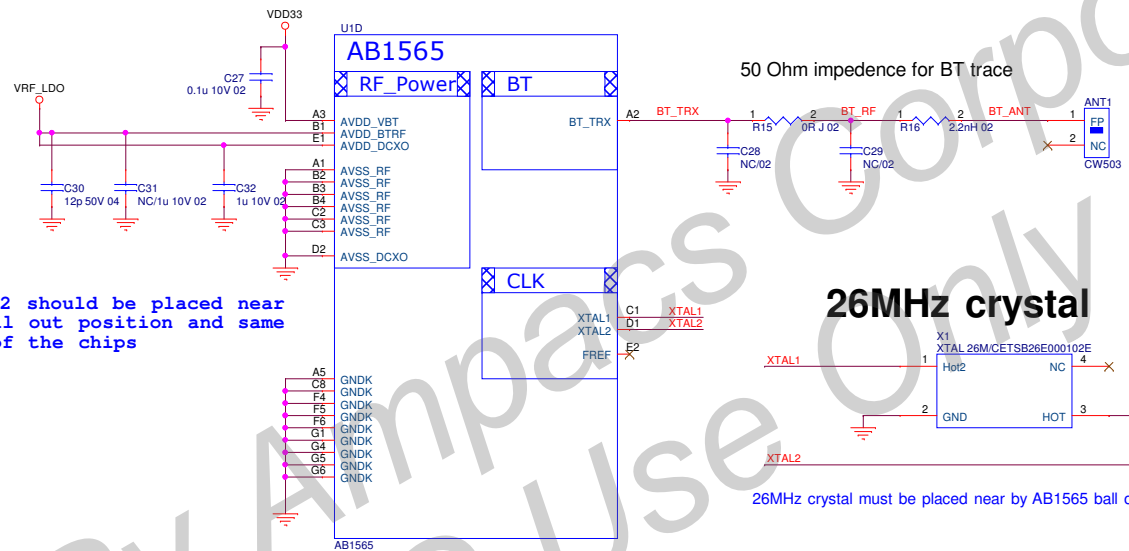 VDD33
U1D
AB1565
C27
0.1u 10V 02
VRF_LDO
RF_Power
BT
50 Ohm impedence for BT trace
A3 AVDD_VBT
B1 AVDD_BTRF
E1 AVDD_DCXO
BT_TRX A2 BT_TRX
1 2
R15 0R J 02
BT_RF
1 2
R16 2.2nH 02
BT_ANT
ANT1
1 FP
2 NC
CW503
C28
NC/02
C29
NC/02
A1 AVSS_RF
B2 AVSS_RF
B3 AVSS_RF
B4 AVSS_RF
C2 AVSS_RF
C3 AVSS_RF
D2 AVSS_DCXO
C30
12p 50V 04
C31
NC/1u 10V 02
C32
1u 10V 02
CLK
XTAL1 C1 XTAL1
XTAL2 D1 XTAL2
FREF E2
2 should be placed near
ll out position and same
of the chips
26MHz crystal
X1
XTAL 26M/CETSB26E000102E
XTAL1 1 Hot2 NC 4
2 GND HOT 3
XTAL2
26MHz crystal must be placed near by AB1565 ball o
A5 GNDK
C8 GNDK
F4 GNDK
F5 GNDK
F6 GNDK
G1 GNDK
G4 GNDK
G5 GNDK
G6 GNDK
AB1565
y Ampacs Corpo
Use Only